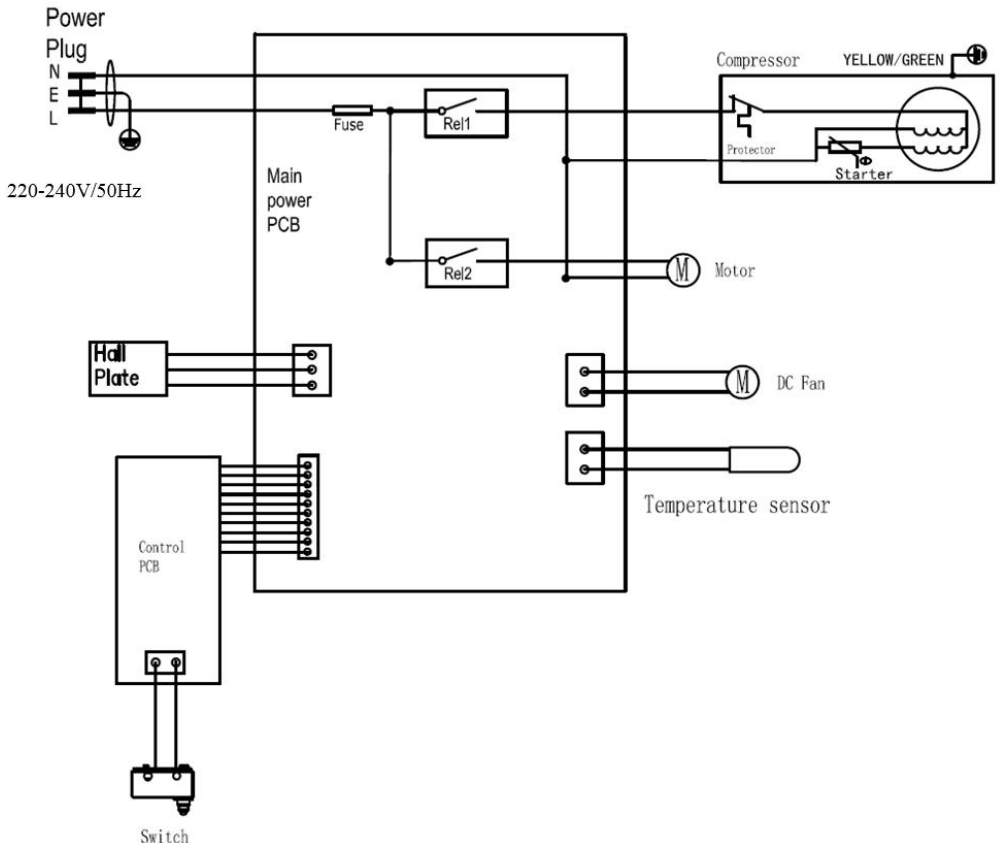 Power
Plug
N
E
L
220-240V/50Hz
Fuse
Rel1
Main
power
PCB
Rel2
Compressor
YELLOW/GREEN
Protector
Starter
M
Motor
Hall
Plate
M
DC Fan
Temperature sensor
Control
PCB
Switch